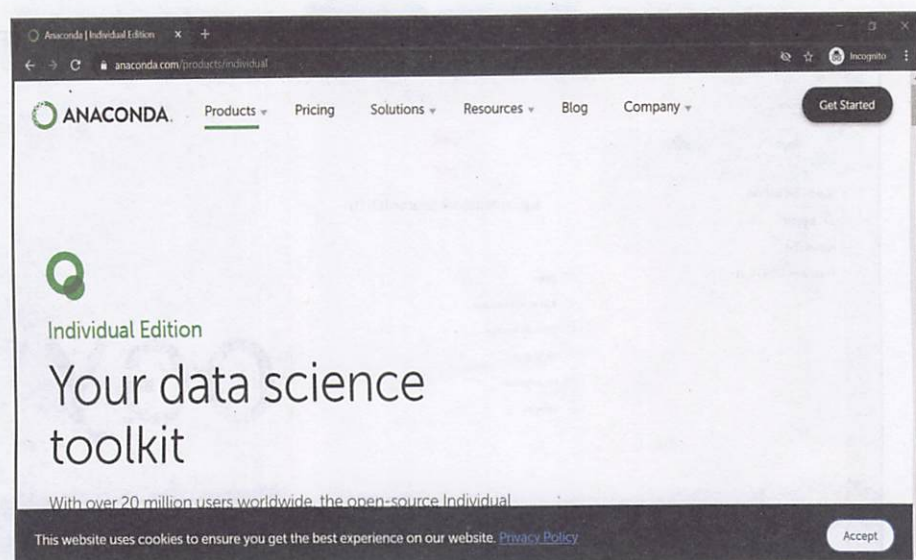 Anaconda | Individual Edition
anaconda.com/products/individual
Incognito
ANACONDA.
Products
Pricing
Solutions
Resources
Blog
Company
Get Started
Individual Edition
Your data science
toolkit
With over 20 million users worldwide, the open-source Individual
This website uses cookies to ensure you get the best experience on our website. Privacy Policy
Accept